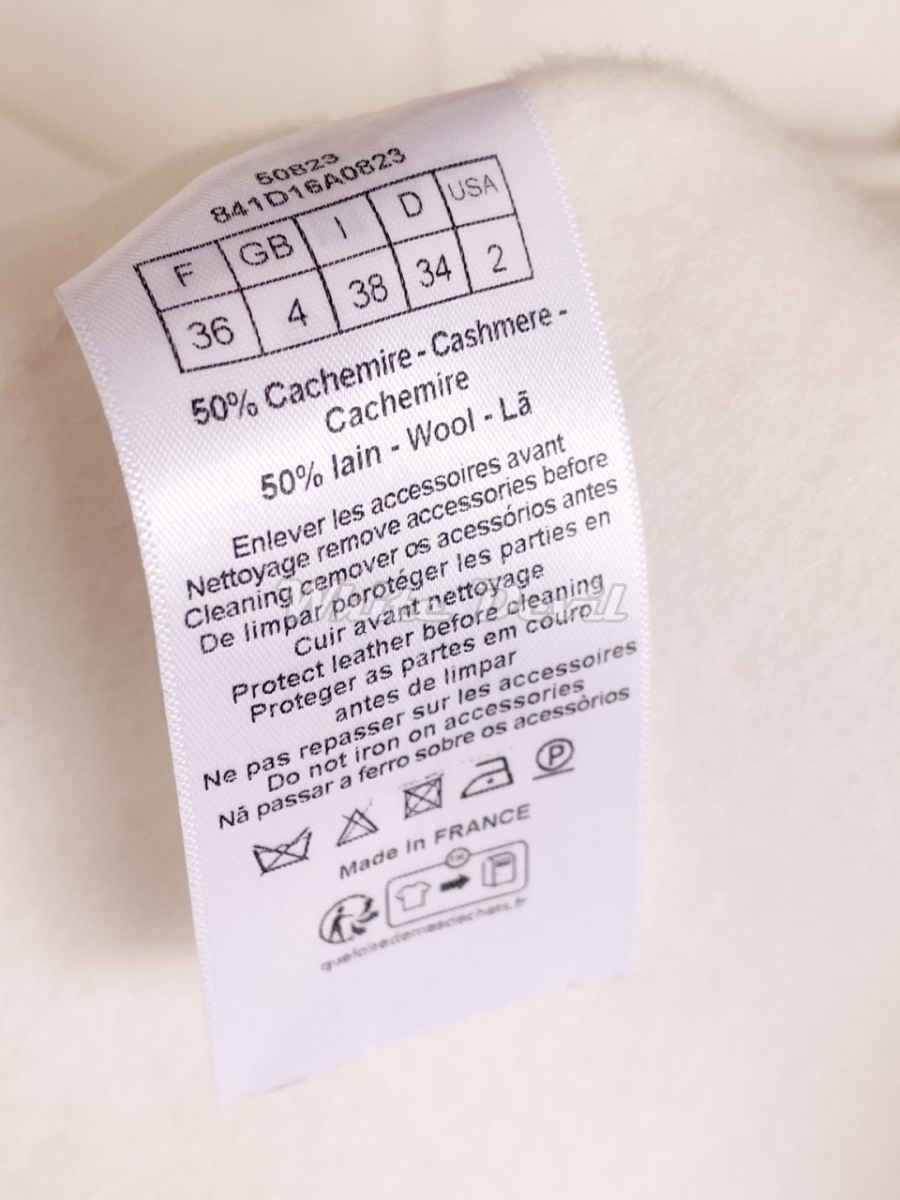 50823
841D16A0823
F GB I D USA
36 4 38 34 2
50% Cachemire - Cashmere -
Cachemire
50% lain - Wool - Lã
Enlever les accessoires avant
Nettoyage remove accessories before
Cleaning cemover os acessórios antes
De limpar porotéger les parties en
Cuir avant nettoyage
Protect leather before cleaning
Proteger as partes em couro
antes de limpar
Ne pas repasser sur les accessoires
Do not iron on accessories
Nã passar a ferro sobre os acessòrios
P
Made In FRANCE